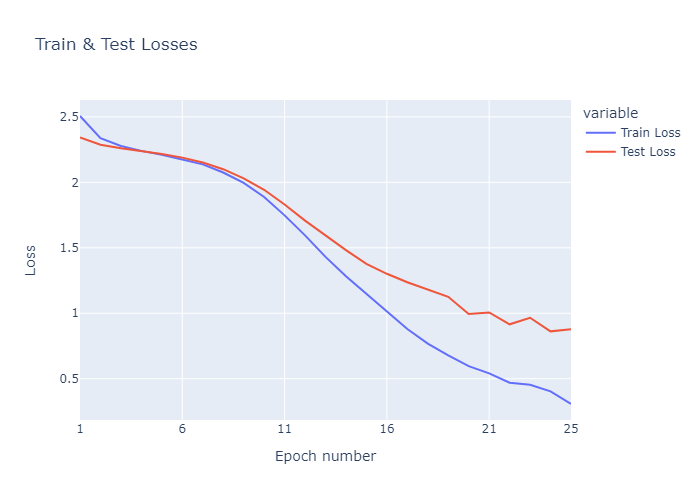 Train & Test Losses
variable
Train Loss
Test Loss
Loss
2.5
2
1.5
1
0.5
1
6
11
16
21
25
Epoch number